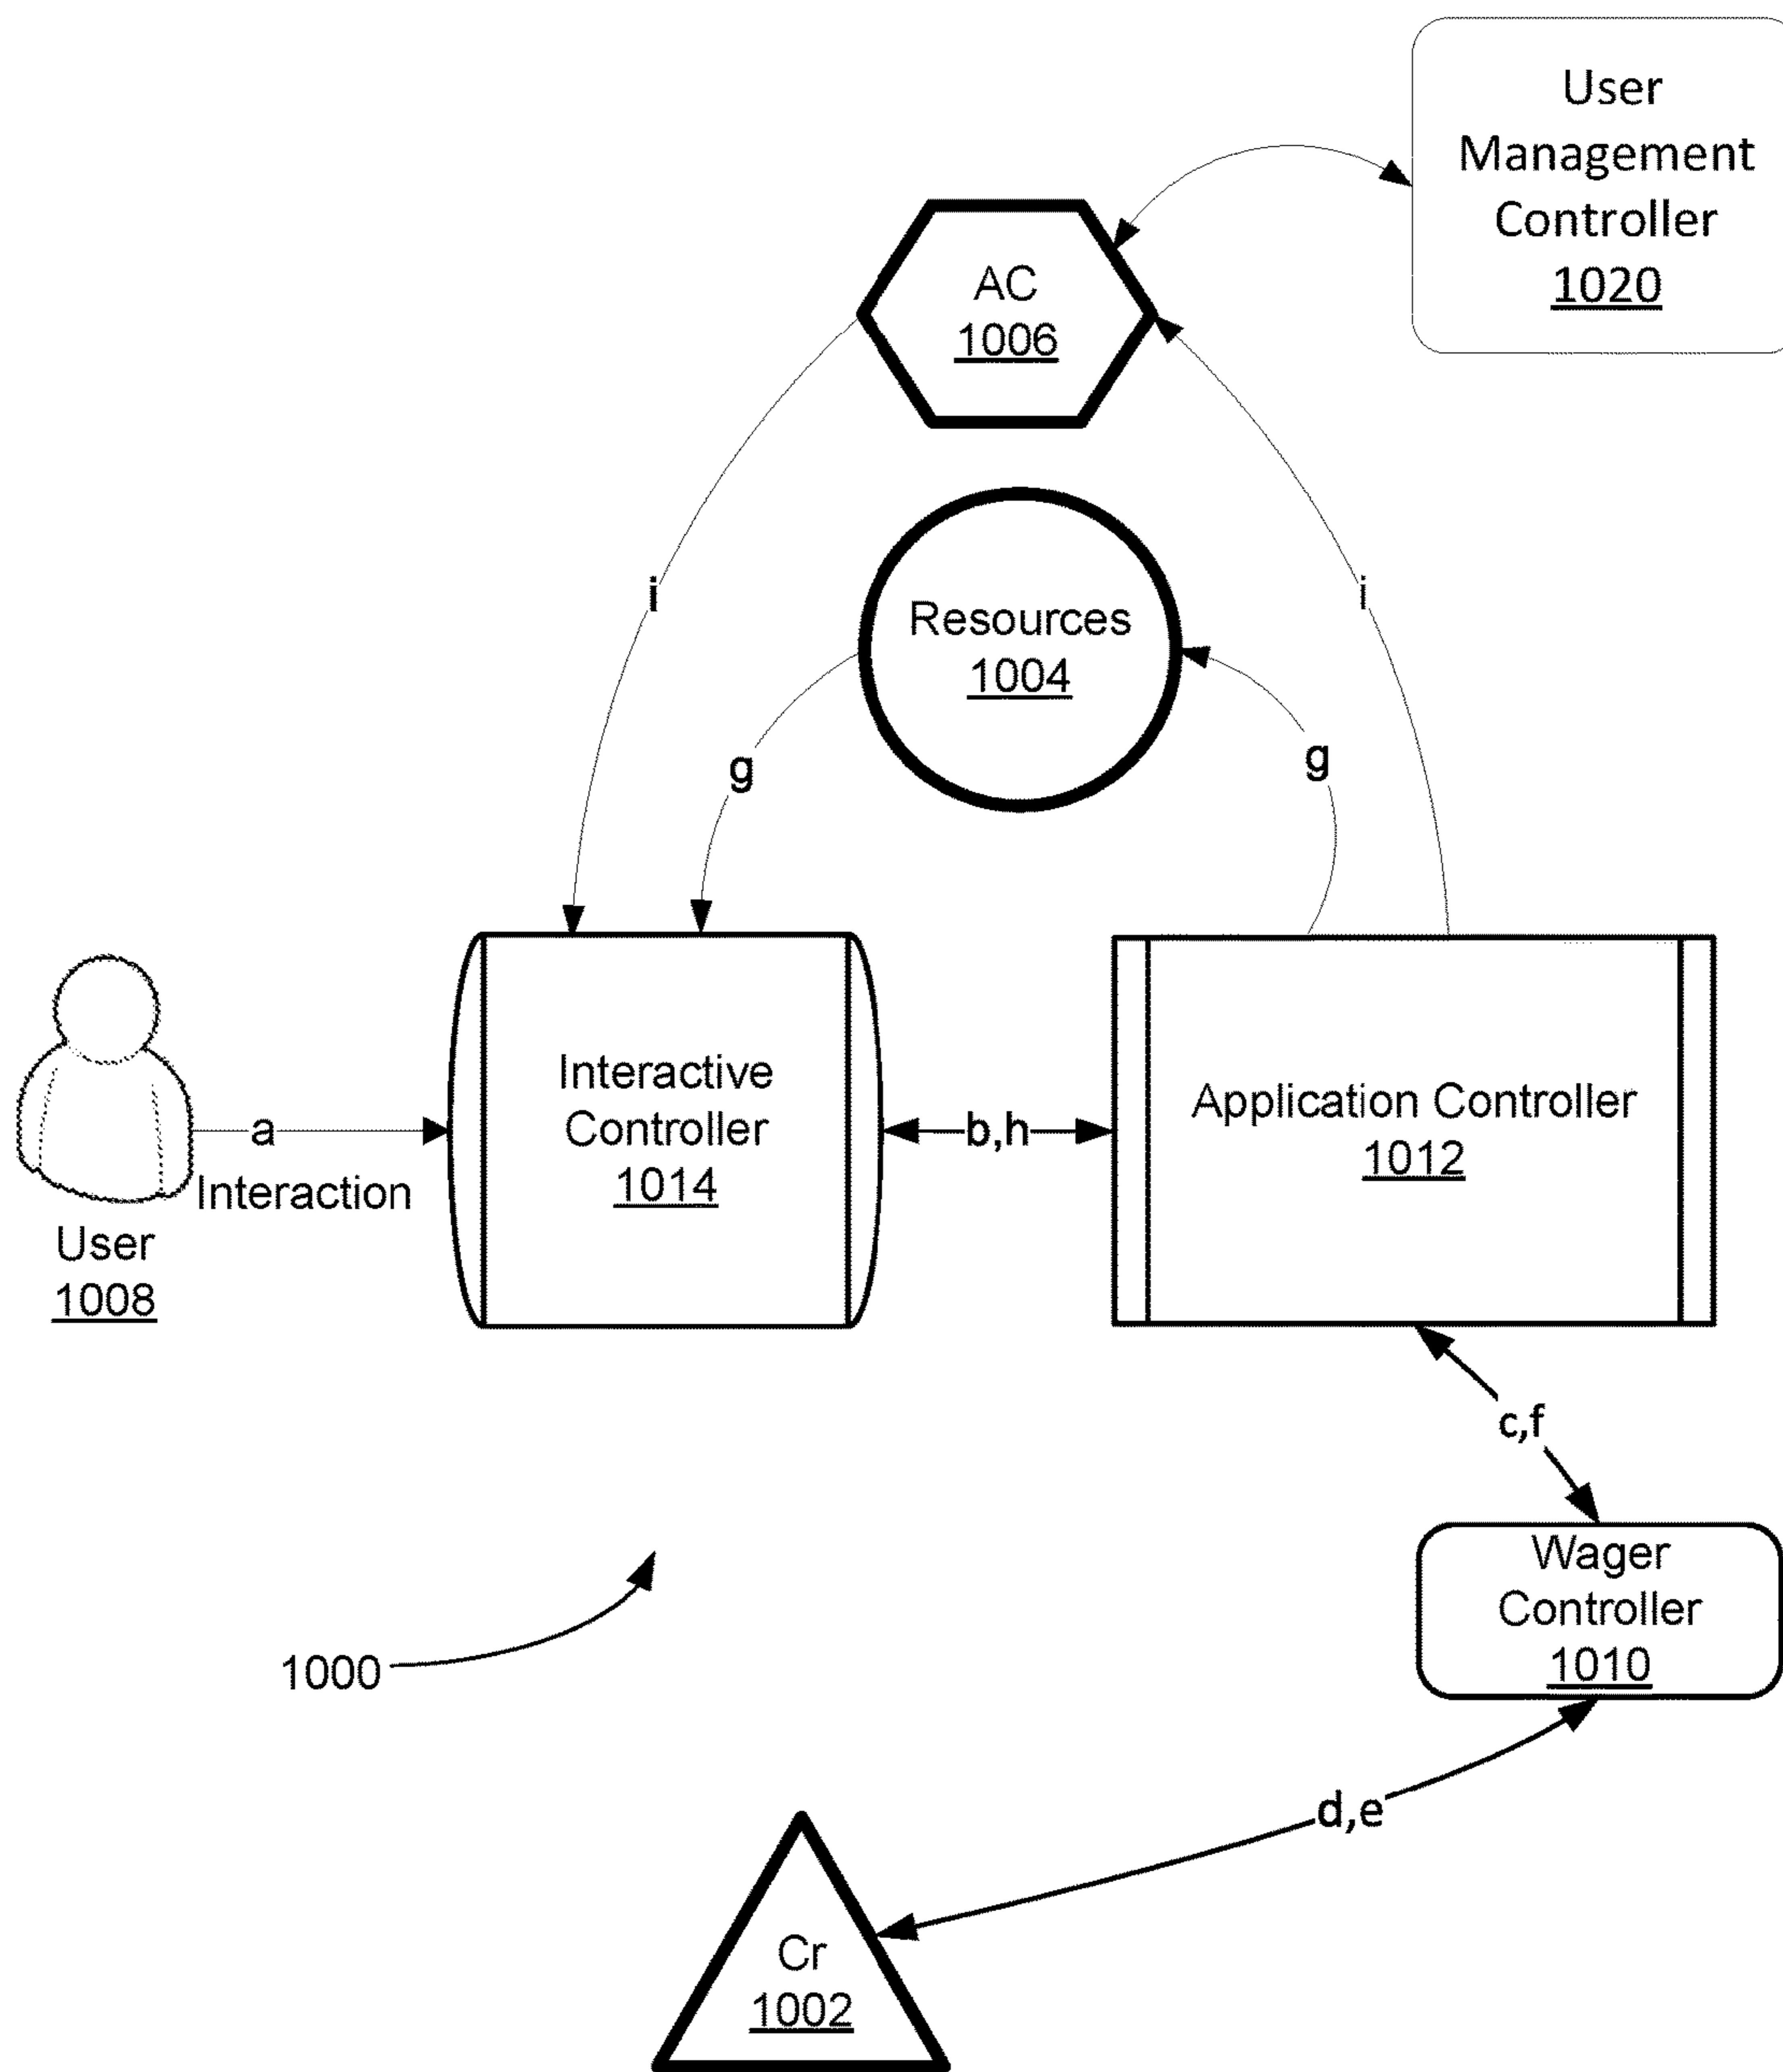 User
Management
Controller
1020
AC
1006
i
i
Resources
1004
g
g
Interactive
Controller
1014
Application Controller
1012
a
Interaction
b,h
User
1008
c,f
Wager
Controller
1010
1000
d,e
Cr
1002